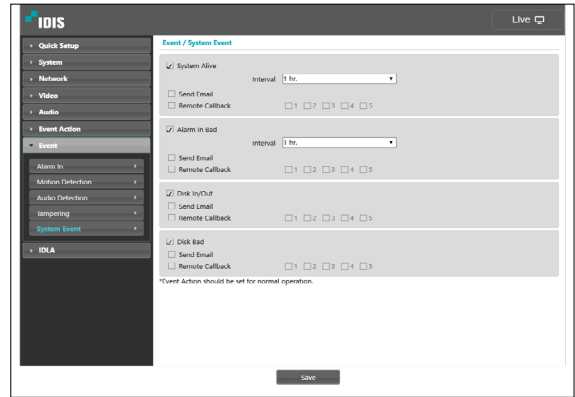 IDIS
Live
Quick Setup
System
Network
Video
Audio
Event Action
Event
Alarm In
Motion Detection
Audio Detection
Tampering
System Event
IDLA
Event / System Event
System Alive
Interval 1 hr.
Send Email
Remote Callback 1 2 3 4 5
Alarm In Bad
Interval 1 hr.
Send Email
Remote Callback 1 2 3 4 5
Disk In/Out
Send Email
Remote Callback 1 2 3 4 5
Disk Bad
Send Email
Remote Callback 1 2 3 4 5
*Event Action should be set for normal operation.
Save